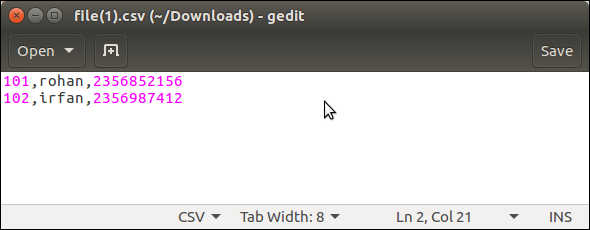 file(1).csv (~/Downloads) - gedit
Open Save
101,rohan,2356852156
102,irfan,2356987412
CSV Tab Width: 8 Ln 2, Col 21 INS